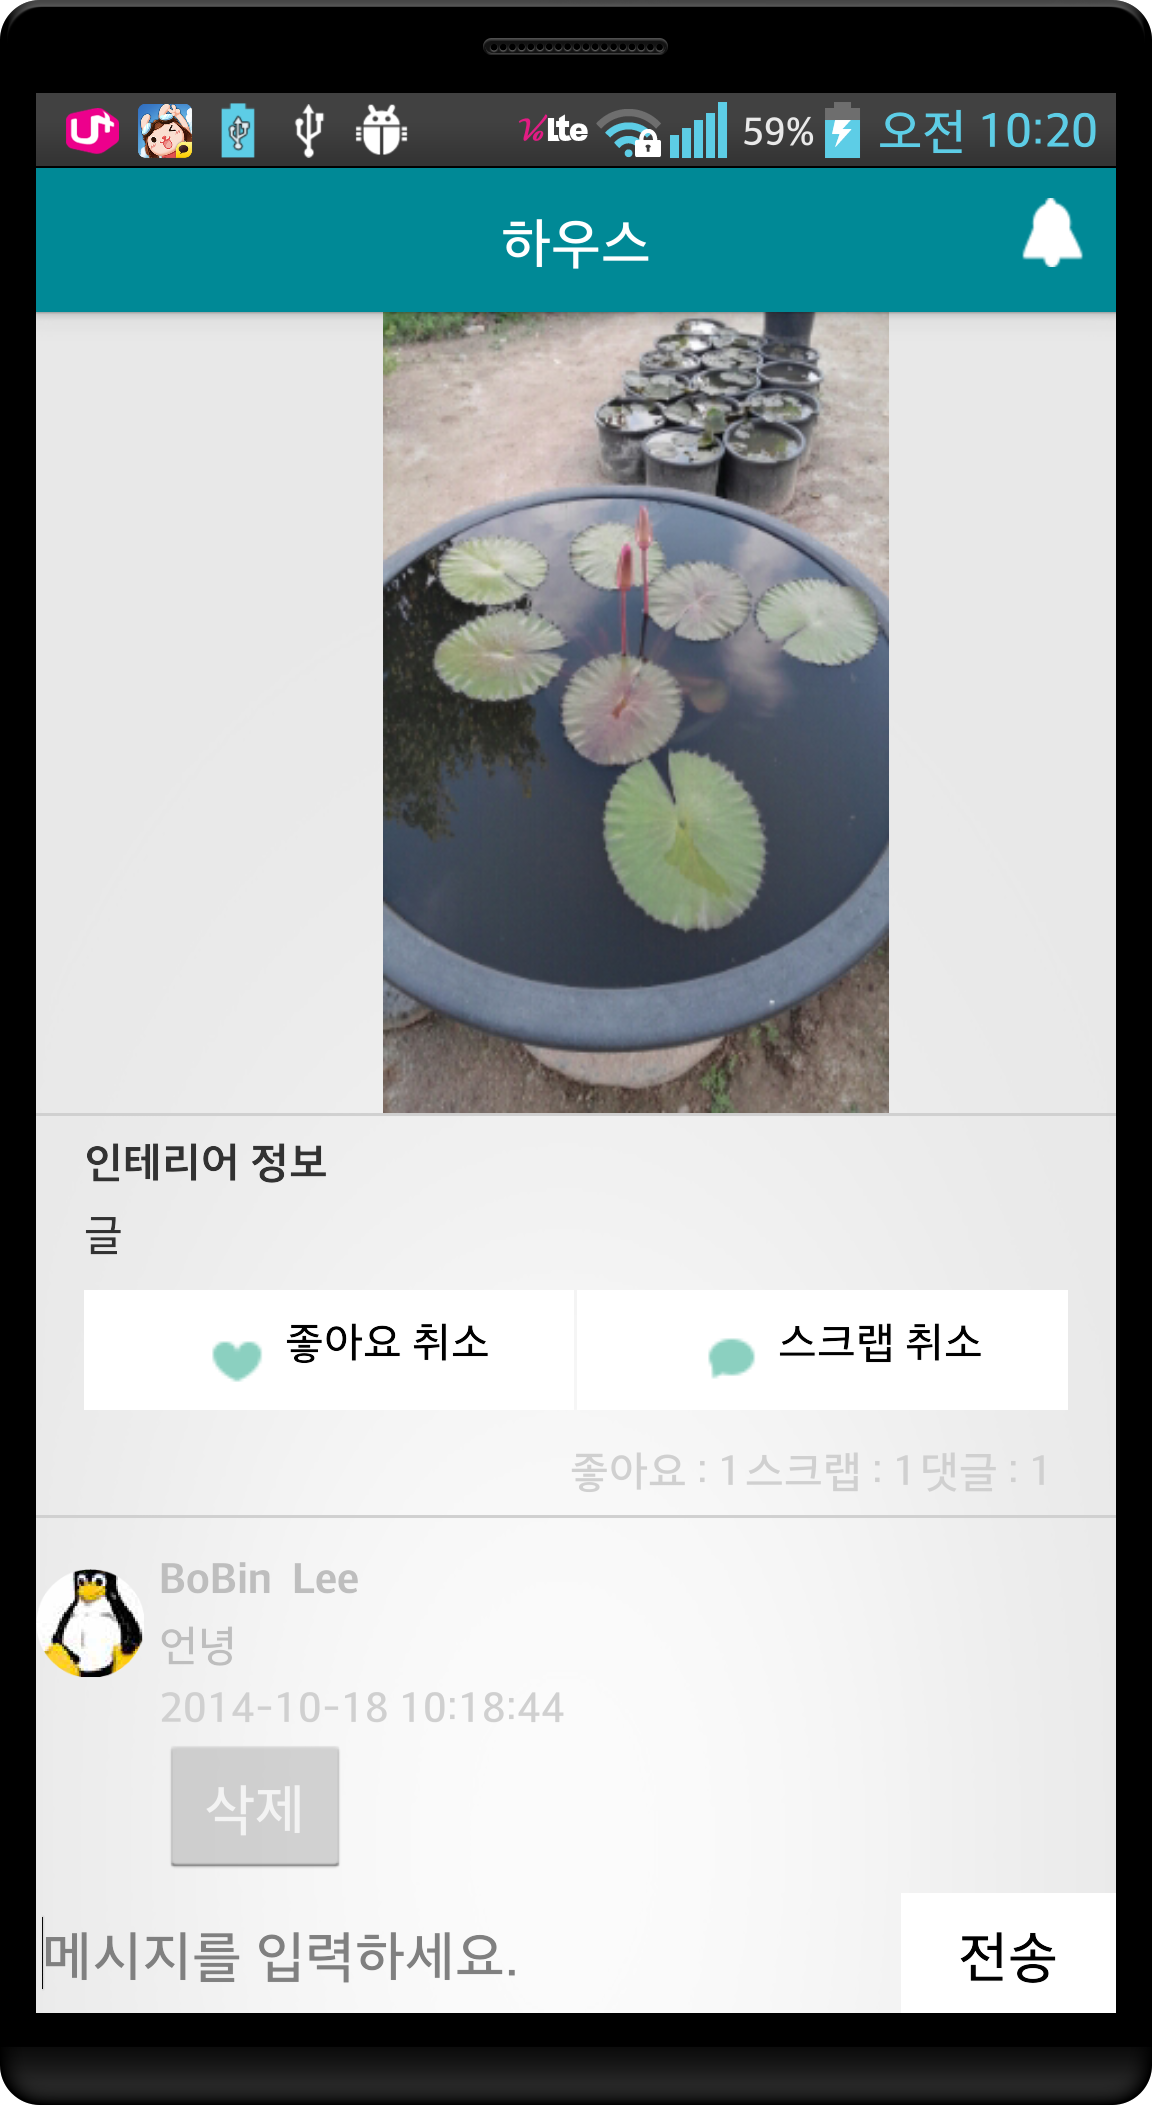 U+ VoLte 59% 오전 10:20
하우스
인테리어 정보
글
좋아요 취소 스크랩 취소
좋아요 : 1 스크랩 : 1 댓글 : 1
BoBin Lee
언녕
2014-10-18 10:18:44
삭제
메시지를 입력하세요. 전송